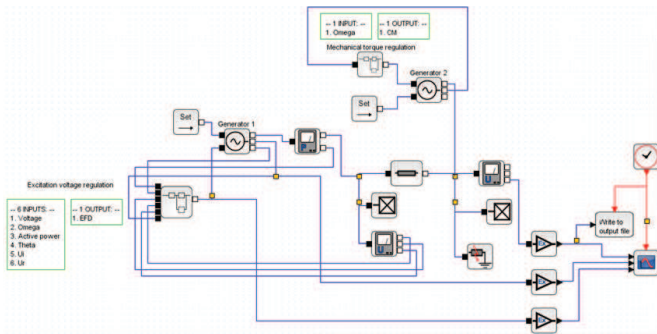 -- 1 INPUT: --
1. Omega
-- 1 OUTPUT: --
1. CM
Mechanical torque regulation
Generator 2
Set
Set
Generator 1
Excitation voltage regulation
-- 6 INPUTS: --
1. Voltage
2. Omega
3. Active power
4. Theta
5. Ui
6. Ur
-- 1 OUTPUT: --
1. EFD
Write to
output file